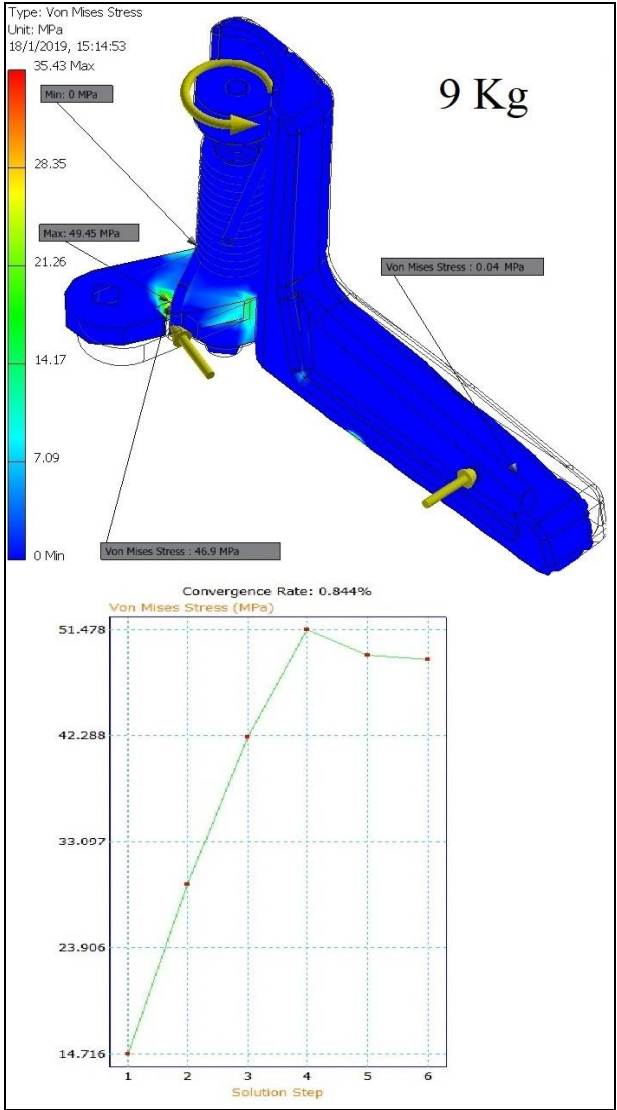 Type: Von Mises Stress
Unit: MPa
18/1/2019, 15:14:53
35.43 Max
Min: 0 MPa
9 Kg
28.35
Max: 49.45 MPa
21.26
Von Mises Stress : 0.04 MPa
14.17
7.09
0 Min
Von Mises Stress : 46.9 MPa
Convergence Rate: 0.844%
Von Mises Stress (MPa)
51.478
42.288
33.097
23.906
14.716
1 2 3 4 5 6
Solution Step